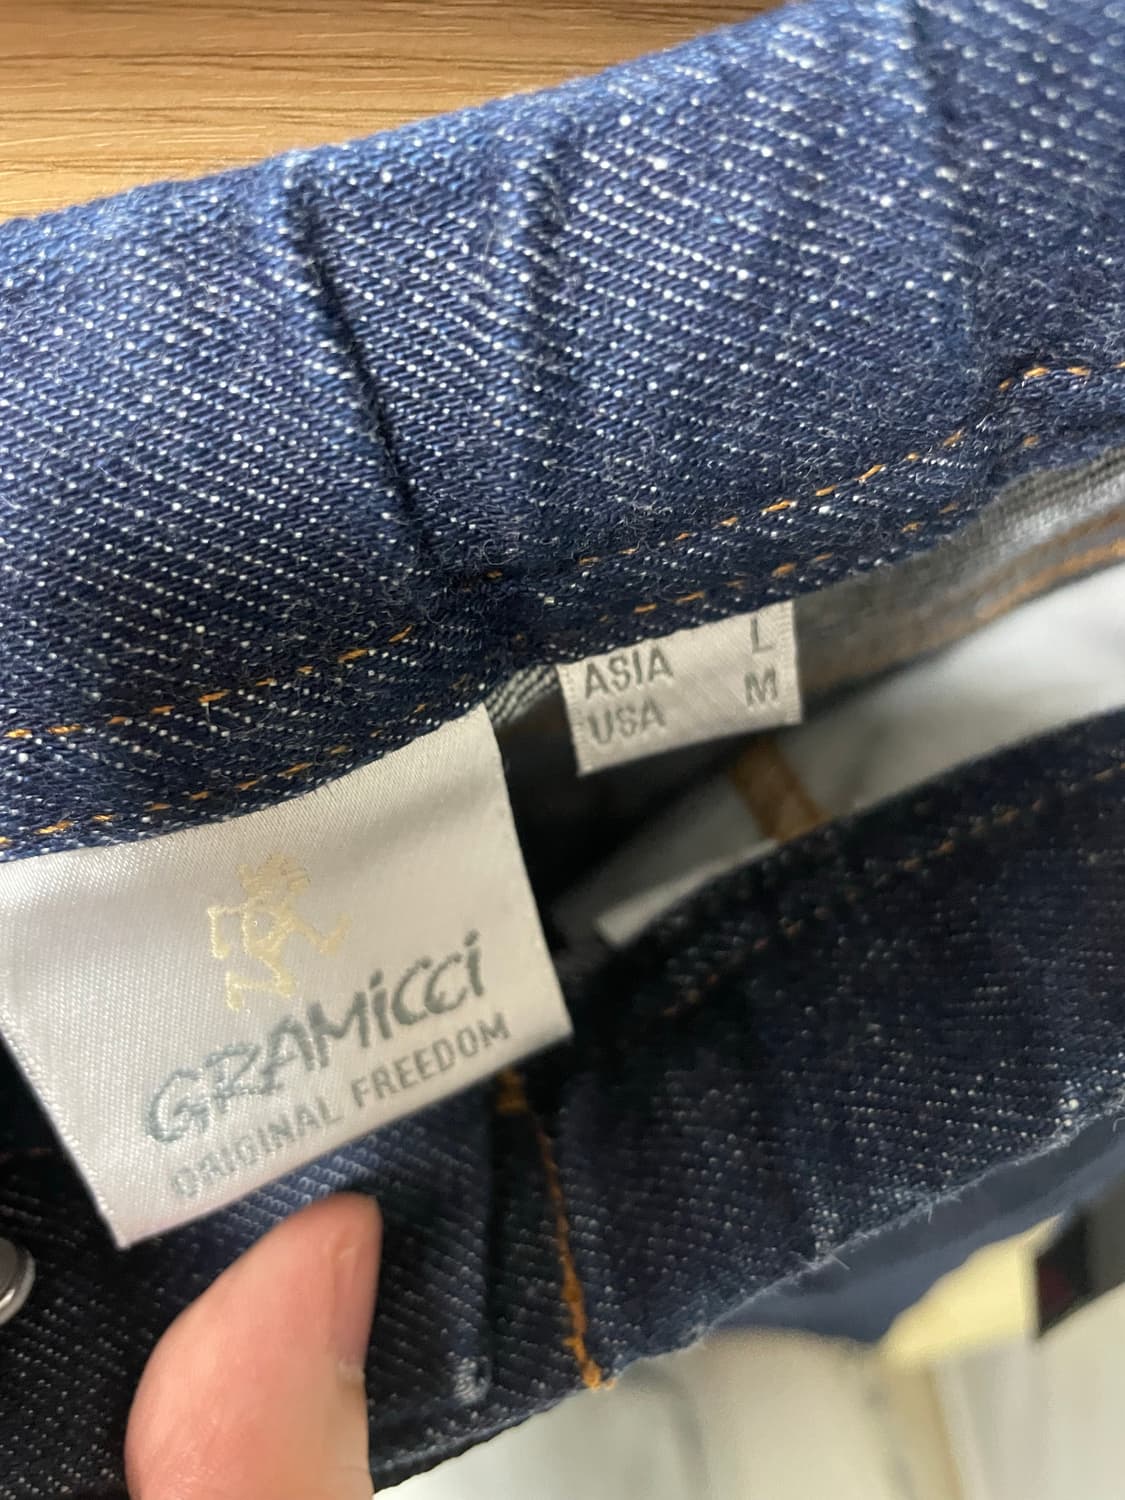 ASIA L
USA M
GRAMiCCi
ORIGINAL FREEDOM